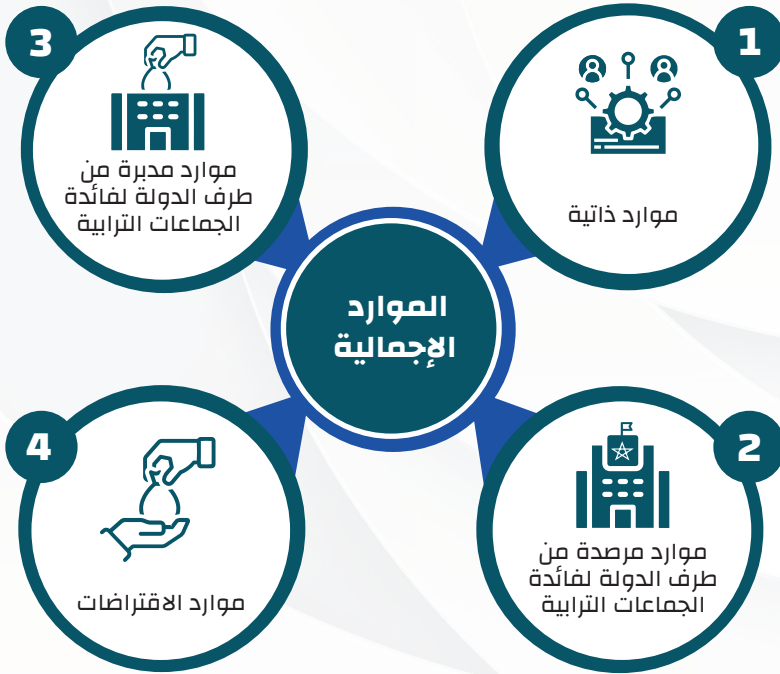 1
موارد ذاتية
3
موارد مدبرة من
طرف الدولة لفائدة
الجماعات الترابية
الموارد
الإجمالية
2
موارد مرصدة من
طرف الدولة لفائدة
الجماعات الترابية
4
موارد الاقتراضات